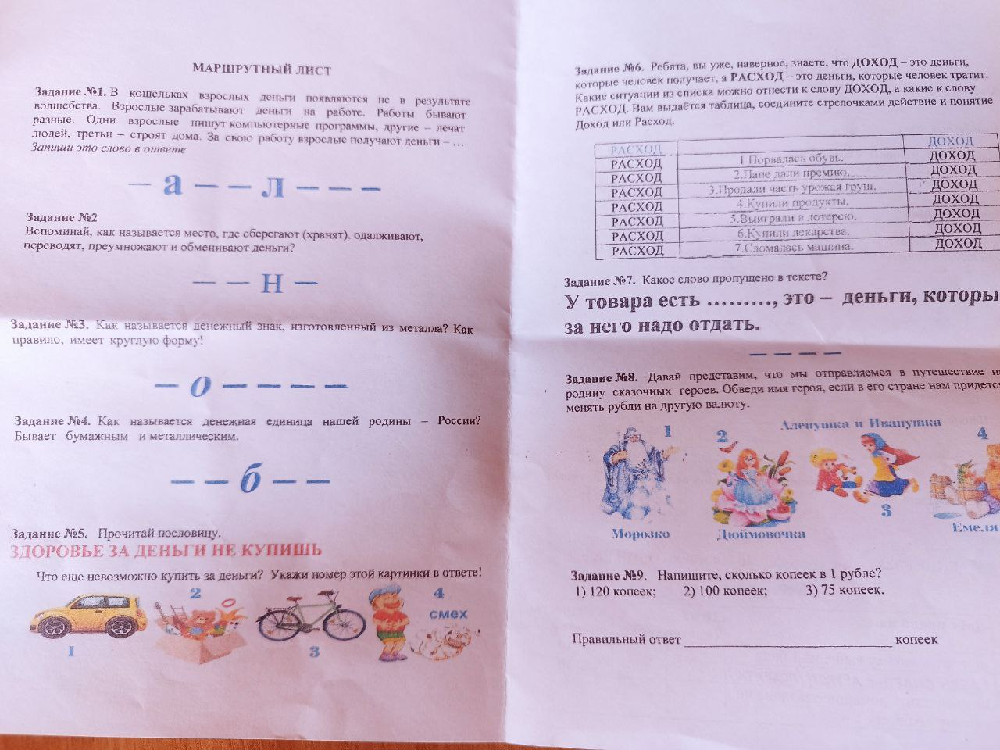 МАРШРУТНЫЙ ЛИСТ
Задание №1. В кошельках взрослых деньги появляются не в результате
волшебства. Взрослые зарабатывают деньги на работе. Работы бывают
разные. Одни взрослые пишут компьютерные программы, другие – лечат
людей, третьи – строят дома. За свою работу взрослые получают деньги – …
Запиши это слово в ответе
— а — — л — — —
Задание №2
Вспоминай, как называется место, где сберегают (хранят), одалживают,
переводят, преумножают и обменивают деньги?
— — н —
Задание №3. Как называется денежный знак, изготовленный из металла? Как
правило, имеет круглую форму!
— о — — — —
Задание №4. Как называется денежная единица нашей родины – России?
Бывает бумажным и металлическим.
— — б — —
Задание №5. Прочитай пословицу.
ЗДОРОВЬЕ ЗА ДЕНЬГИ НЕ КУПИШЬ
Что еще невозможно купить за деньги? Укажи номер этой картинки в ответе!
1
2
3
4
смех
Задание №6. Ребята, вы уже, наверное, знаете, что ДОХОД – это деньги,
которые человек получает, а РАСХОД – это деньги, которые человек тратит.
Какие ситуации из списка можно отнести к слову ДОХОД, а какие к слову
РАСХОД. Вам выдаётся таблица, соедините стрелочками действие и понятие
Доход или Расход.
РАСХОД ДОХОД
РАСХОД 1 Порвалась обувь. ДОХОД
РАСХОД 2.Папе дали премию. ДОХОД
РАСХОД 3.Продали часть урожая груш. ДОХОД
РАСХОД 4.Купили продукты. ДОХОД
РАСХОД 5.Выиграли в лотерею. ДОХОД
РАСХОД 6.Купили лекарства. ДОХОД
РАСХОД 7.Сломалась машина. ДОХОД
Задание №7. Какое слово пропущено в тексте?
У товара есть ………, это – деньги, которы
за него надо отдать.
— — — —
Задание №8. Давай представим, что мы отправляемся в путешествие н
родину сказочных героев. Обведи имя героя, если в его стране нам придется
менять рубли на другую валюту.
1
Морозко
2
Дюймовочка
Аленушка и Иванушка
3
4
Емеля
Задание №9. Напишите, сколько копеек в 1 рубле?
1) 120 копеек; 2) 100 копеек; 3) 75 копеек.
Правильный ответ ____________________ копеек